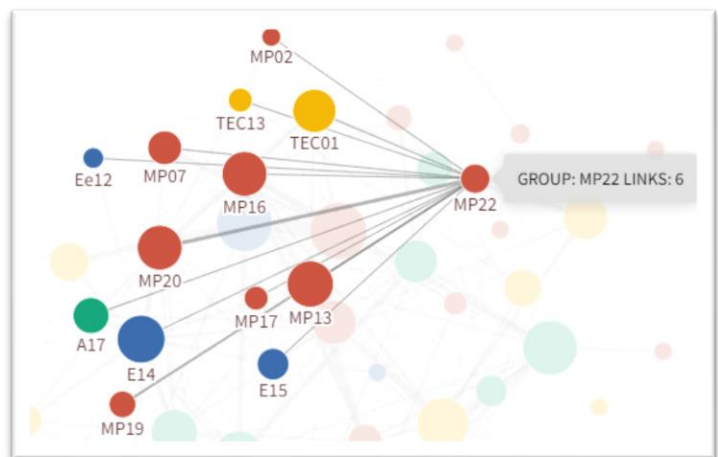 MP02
TEC13
TEC01
Ee12
MP07
MP16
MP22
GROUP: MP22 LINKS: 6
MP20
MP17
MP13
A17
E14
E15
MP19